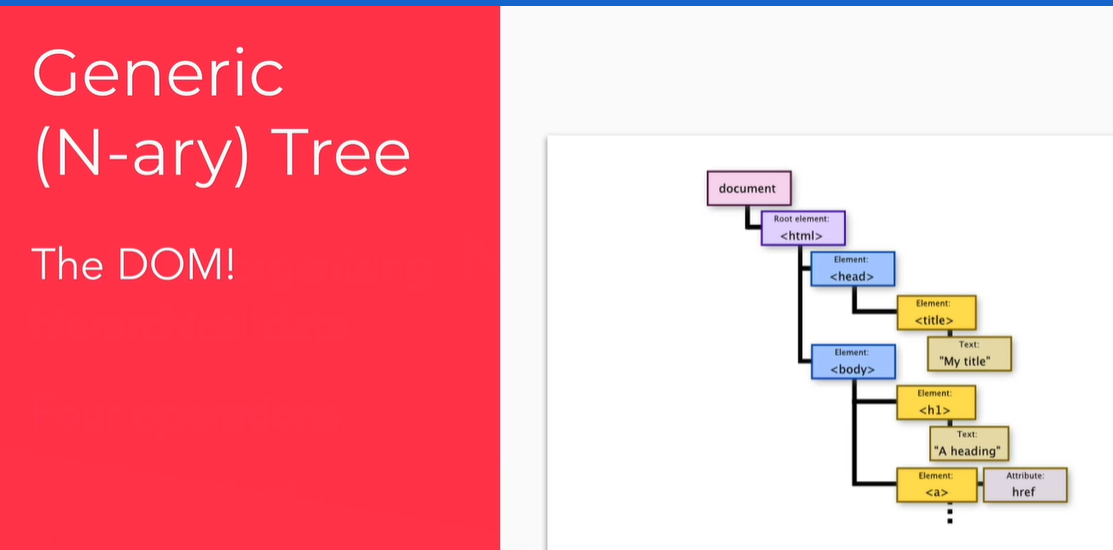 Generic
(N-ary) Tree
The DOM!
document
Root element:
<html>
Element:
<head>
Element:
<title>
Text:
"My title"
Element:
<body>
Element:
<h1>
Text:
"A heading"
Element:
<a>
Attribute:
href